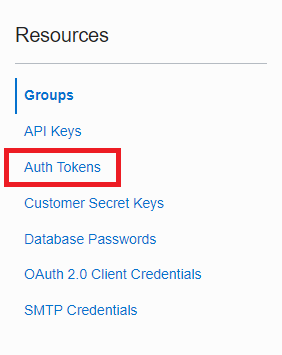 Resources
Groups
API Keys
Auth Tokens
Customer Secret Keys
Database Passwords
OAuth 2.0 Client Credentials
SMTP Credentials